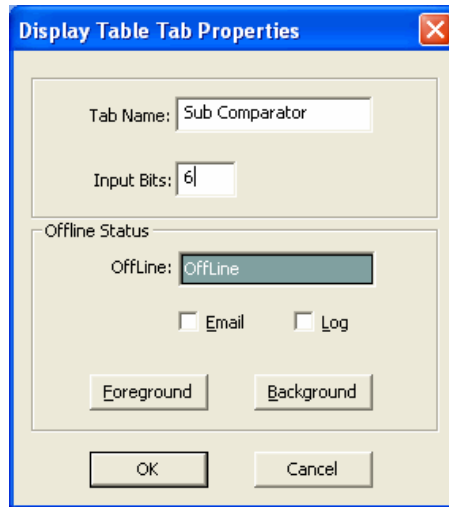 Display Table Tab Properties
Tab Name: Sub Comparator
Input Bits: 6
Offline Status
OffLine: OffLine
Email Log
Foreground Background
OK Cancel